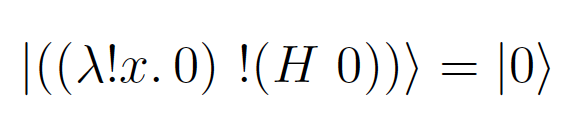 |((λ!x. 0) !(H 0))⟩ = |0⟩